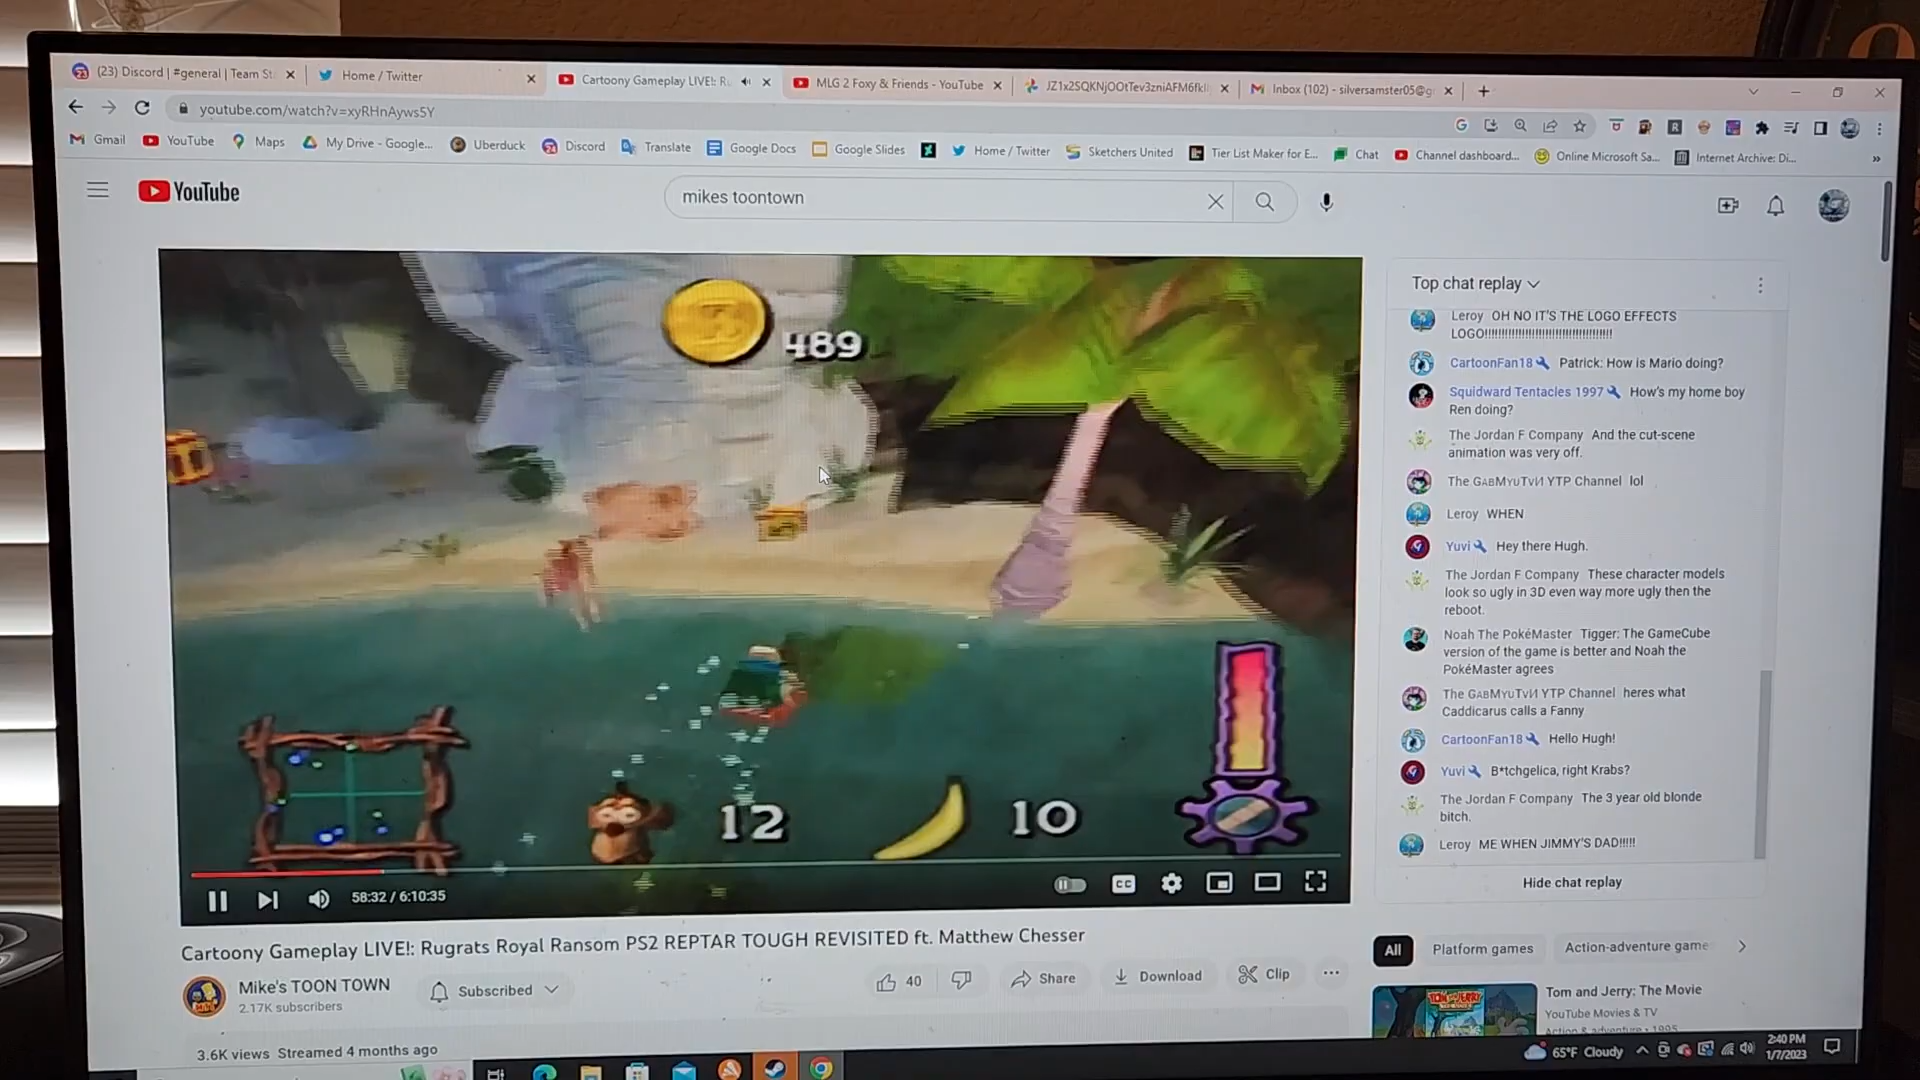 (23) Discord | #general | Team St
Home / Twitter
Cartoony Gameplay LIVE!: Ru
MLG 2 Foxy & Friends - YouTube
Inbox (102) - silversamster05@g
youtube.com/watch?v=xyRHnAyws5Y
Gmail
YouTube
Maps
My Drive - Google...
Uberduck
Discord
Translate
Google Docs
Google Slides
Home / Twitter
Sketchers United
Tier List Maker for E...
Chat
Channel dashboard...
Online Microsoft Sa...
Internet Archive: Di...
YouTube
mikes toontown
489
12
10
58:32 / 6:10:35
CC
Top chat replay
Leroy OH NO IT'S THE LOGO EFFECTS
LOGO!!!!!!!!!!!!!!!!!!!!!!!!!!!!!!!!!!!!!!
CartoonFan18 Patrick: How is Mario doing?
Squidward Tentacles 1997 How's my home boy
Ren doing?
The Jordan F Company And the cut-scene
animation was very off.
The GᴀʙMʏᴜTᴠИ YTP Channel lol
Leroy WHEN
Yuvi Hey there Hugh.
The Jordan F Company These character models
look so ugly in 3D even way more ugly then the
reboot.
Noah The PokéMaster Tigger: The GameCube
version of the game is better and Noah the
PokéMaster agrees
The GᴀʙMʏᴜTᴠИ YTP Channel heres what
Caddicarus calls a Fanny
CartoonFan18 Hello Hugh!
Yuvi B*tchgelica, right Krabs?
The Jordan F Company The 3 year old blonde
bitch.
Leroy ME WHEN JIMMY'S DAD!!!!!
Hide chat replay
Cartoony Gameplay LIVE!: Rugrats Royal Ransom PS2 REPTAR TOUGH REVISITED ft. Matthew Chesser
Mike's TOON TOWN
2.17K subscribers
Subscribed
40
Share
Download
Clip
3.6K views Streamed 4 months ago
All
Platform games
Action-adventure game
TOM AND JERRY
Tom and Jerry: The Movie
YouTube Movies & TV
Action & adventure • 1995
65°F Cloudy
2:40 PM
1/7/2023